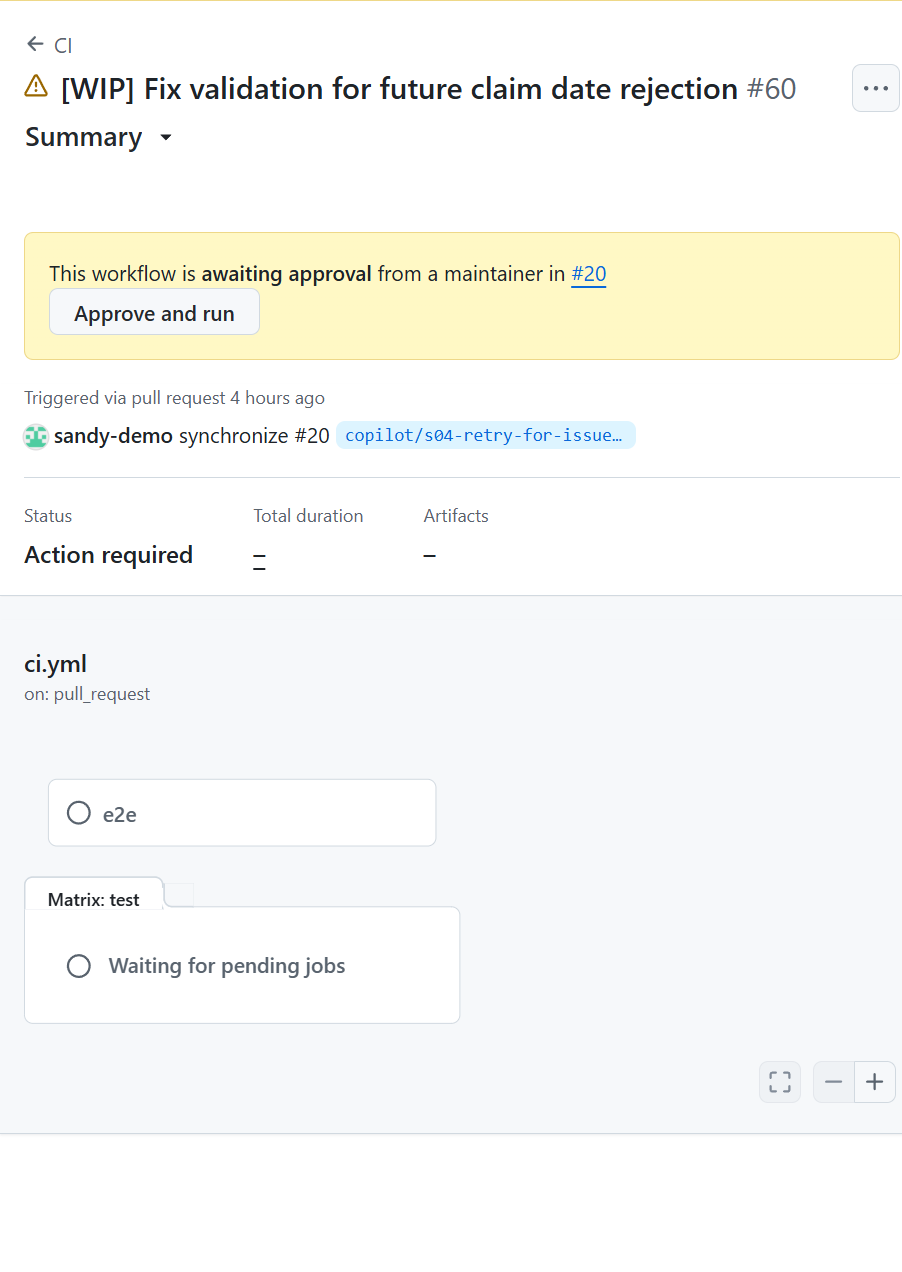 CI
[WIP] Fix validation for future claim date rejection #60
Summary
This workflow is awaiting approval from a maintainer in #20
Approve and run
Triggered via pull request 4 hours ago
sandy-demo synchronize #20 copilot/s04-retry-for-issue…
Status Total duration Artifacts
Action required – –
ci.yml
on: pull_request
e2e
Matrix: test
Waiting for pending jobs